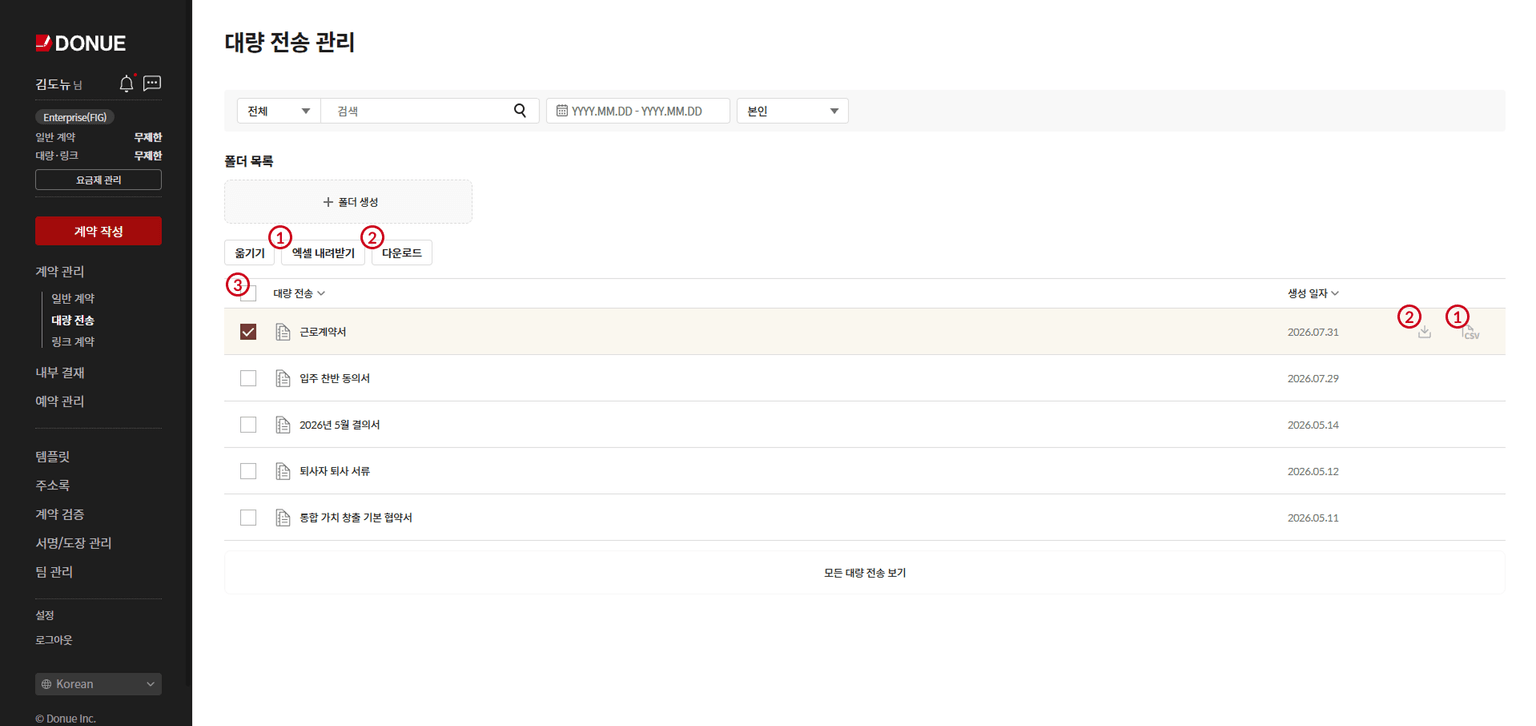 DONUE
김도뉴 님
Enterprise(FIG)
일반 계약 무제한
대량·링크 무제한
요금제 관리
계약 작성
계약 관리
일반 계약
대량 전송
링크 계약
내부 결재
예약 관리
템플릿
주소록
계약 검증
서명/도장 관리
팀 관리
설정
로그아웃
Korean
© Donue Inc.
대량 전송 관리
전체 검색 YYYY.MM.DD - YYYY.MM.DD 본인
폴더 목록
+ 폴더 생성
① ②
옮기기 엑셀 내려받기 다운로드
③
대량 전송 생성 일자
② ①
근로계약서 2026.07.31 CSV
입주 찬반 동의서 2026.07.29
2026년 5월 결의서 2026.05.14
퇴사자 퇴사 서류 2026.05.12
통합 가치 창출 기본 협약서 2026.05.11
모든 대량 전송 보기